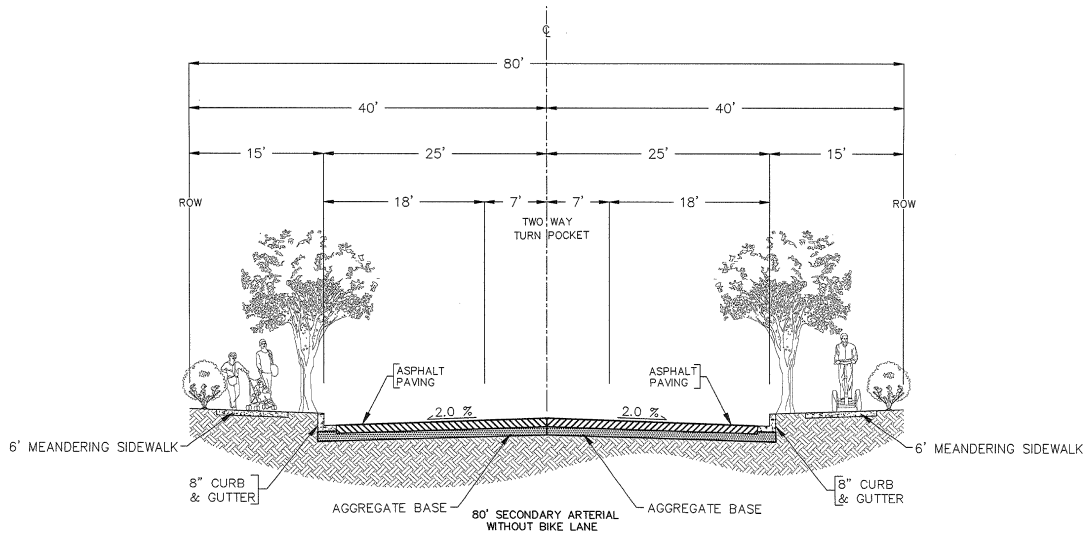 ℄
80'
40' 40'
15' 25' 25' 15'
18' 7' 7' 18'
ROW ROW
TWO WAY
TURN POCKET
ASPHALT
PAVING
ASPHALT
PAVING
2.0 % 2.0 %
6' MEANDERING SIDEWALK
6' MEANDERING SIDEWALK
8" CURB
& GUTTER
8" CURB
& GUTTER
AGGREGATE BASE
AGGREGATE BASE
80' SECONDARY ARTERIAL
WITHOUT BIKE LANE